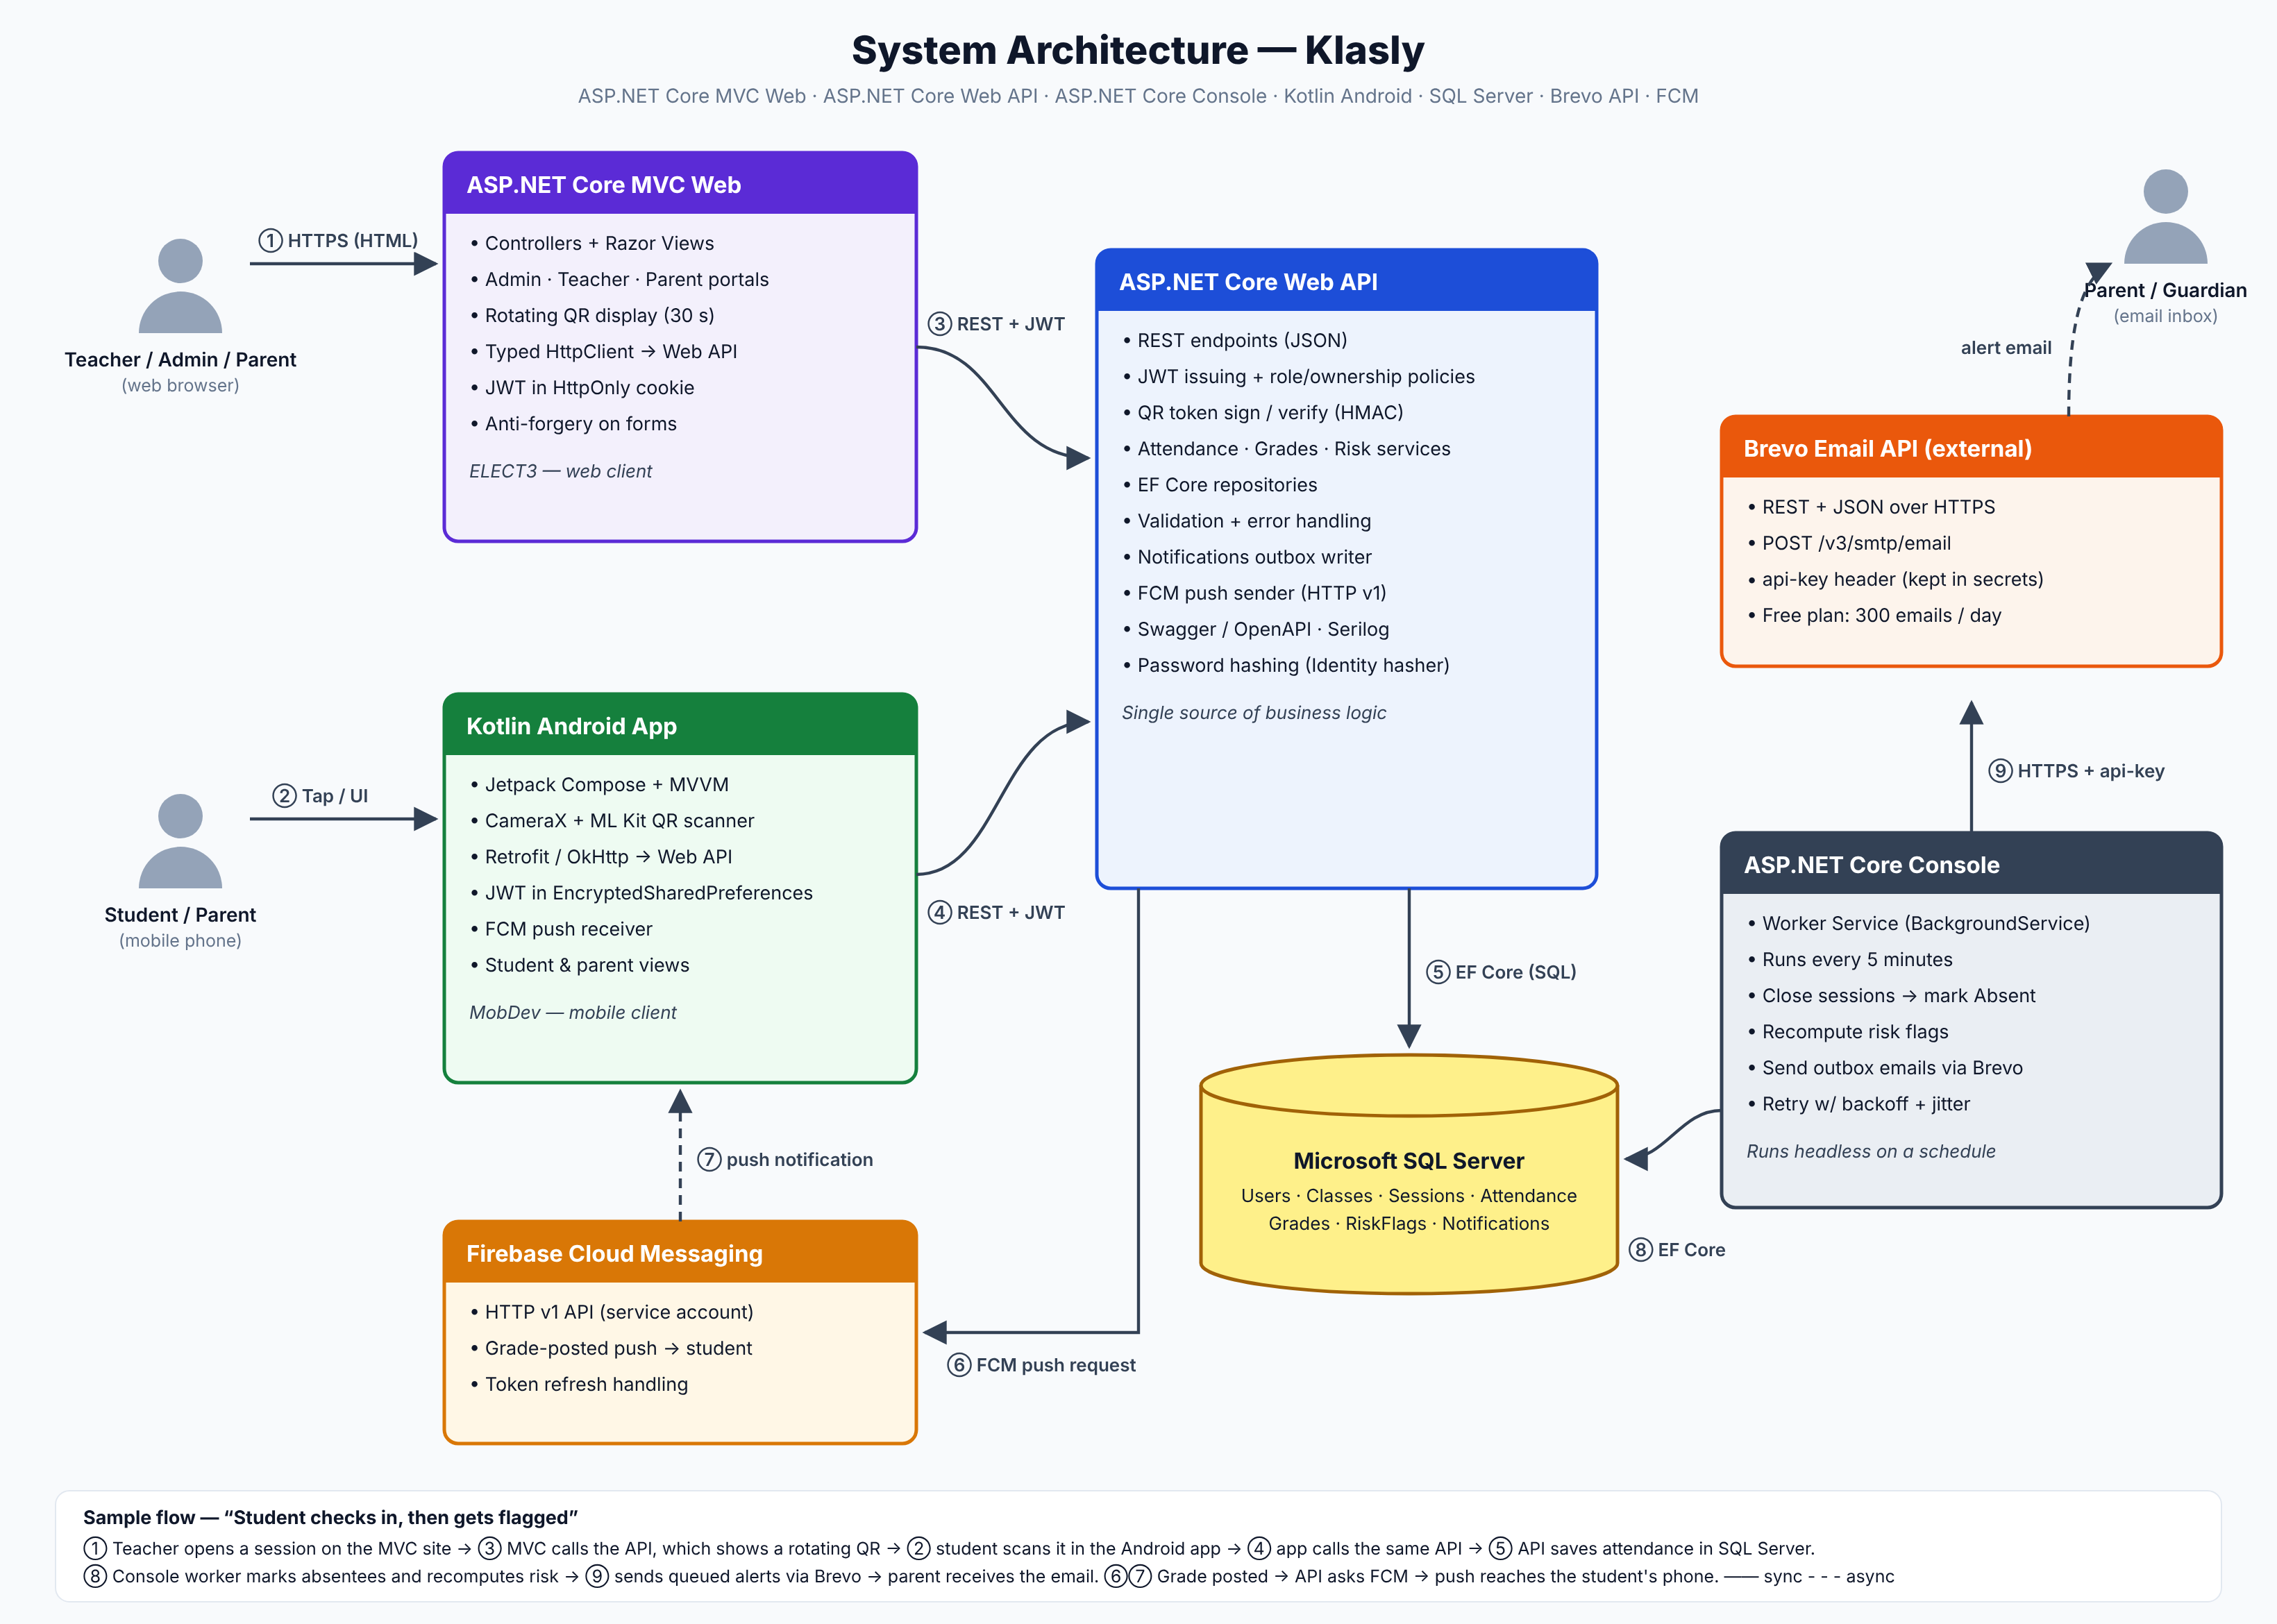 System Architecture — Klasly
ASP.NET Core MVC Web · ASP.NET Core Web API · ASP.NET Core Console · Kotlin Android · SQL Server · Brevo API · FCM
① HTTPS (HTML)
Teacher / Admin / Parent
(web browser)
ASP.NET Core MVC Web
• Controllers + Razor Views
• Admin · Teacher · Parent portals
• Rotating QR display (30 s)
• Typed HttpClient → Web API
• JWT in HttpOnly cookie
• Anti-forgery on forms
ELECT3 — web client
③ REST + JWT
② Tap / UI
Student / Parent
(mobile phone)
Kotlin Android App
• Jetpack Compose + MVVM
• CameraX + ML Kit QR scanner
• Retrofit / OkHttp → Web API
• JWT in EncryptedSharedPreferences
• FCM push receiver
• Student & parent views
MobDev — mobile client
④ REST + JWT
⑦ push notification
Firebase Cloud Messaging
• HTTP v1 API (service account)
• Grade-posted push → student
• Token refresh handling
⑥ FCM push request
ASP.NET Core Web API
• REST endpoints (JSON)
• JWT issuing + role/ownership policies
• QR token sign / verify (HMAC)
• Attendance · Grades · Risk services
• EF Core repositories
• Validation + error handling
• Notifications outbox writer
• FCM push sender (HTTP v1)
• Swagger / OpenAPI · Serilog
• Password hashing (Identity hasher)
Single source of business logic
⑤ EF Core (SQL)
Microsoft SQL Server
Users · Classes · Sessions · Attendance
Grades · RiskFlags · Notifications
⑧ EF Core
Parent / Guardian
(email inbox)
alert email
Brevo Email API (external)
• REST + JSON over HTTPS
• POST /v3/smtp/email
• api-key header (kept in secrets)
• Free plan: 300 emails / day
⑨ HTTPS + api-key
ASP.NET Core Console
• Worker Service (BackgroundService)
• Runs every 5 minutes
• Close sessions → mark Absent
• Recompute risk flags
• Send outbox emails via Brevo
• Retry w/ backoff + jitter
Runs headless on a schedule
Sample flow — “Student checks in, then gets flagged”
① Teacher opens a session on the MVC site → ③ MVC calls the API, which shows a rotating QR → ② student scans it in the Android app → ④ app calls the same API → ⑤ API saves attendance in SQL Server.
⑧ Console worker marks absentees and recomputes risk → ⑨ sends queued alerts via Brevo → parent receives the email. ⑥⑦ Grade posted → API asks FCM → push reaches the student's phone. —— sync - - - async